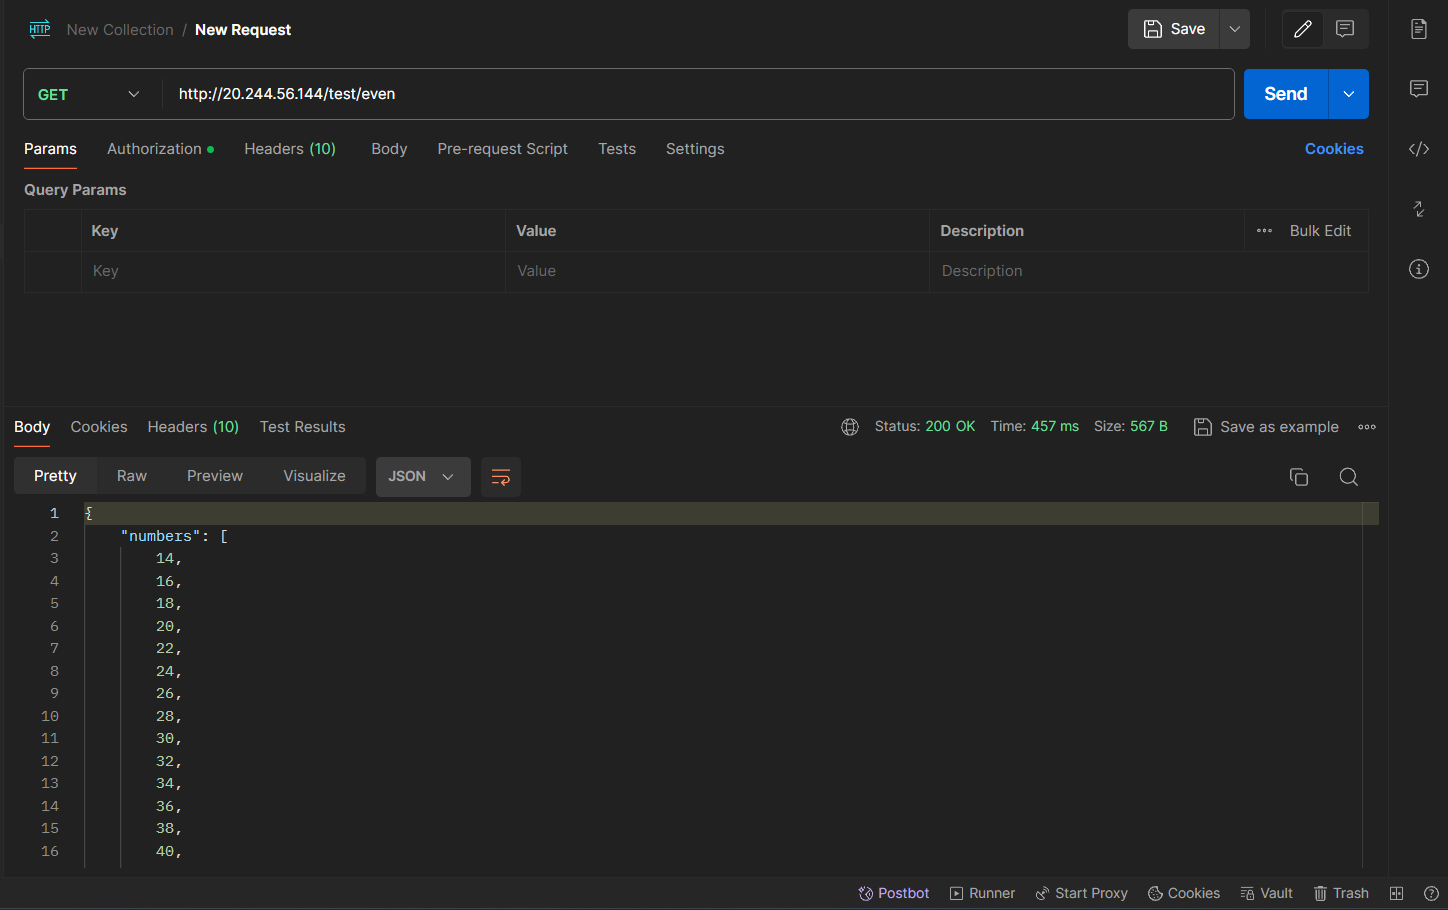 HTTP New Collection / New Request Save
GET http://20.244.56.144/test/even Send
Params Authorization Headers (10) Body Pre-request Script Tests Settings Cookies
Query Params
Key Value Description Bulk Edit
Key Value Description
Body Cookies Headers (10) Test Results Status: 200 OK Time: 457 ms Size: 567 B Save as example
Pretty Raw Preview Visualize JSON
1 {
2 "numbers": [
3 14,
4 16,
5 18,
6 20,
7 22,
8 24,
9 26,
10 28,
11 30,
12 32,
13 34,
14 36,
15 38,
16 40,
Postbot Runner Start Proxy Cookies Vault Trash